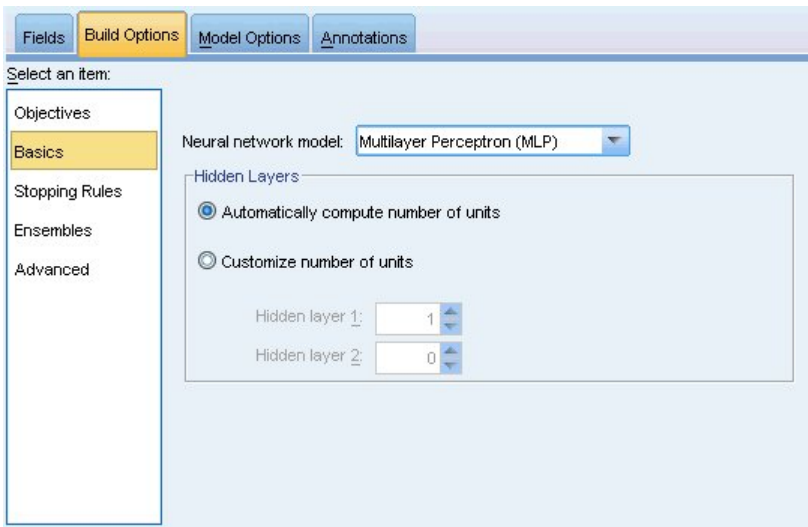 Fields Build Options Model Options Annotations
Select an item:
Objectives
Basics
Stopping Rules
Ensembles
Advanced
Neural network model: Multilayer Perceptron (MLP)
Hidden Layers
Automatically compute number of units
Customize number of units
Hidden layer 1: 1
Hidden layer 2: 0